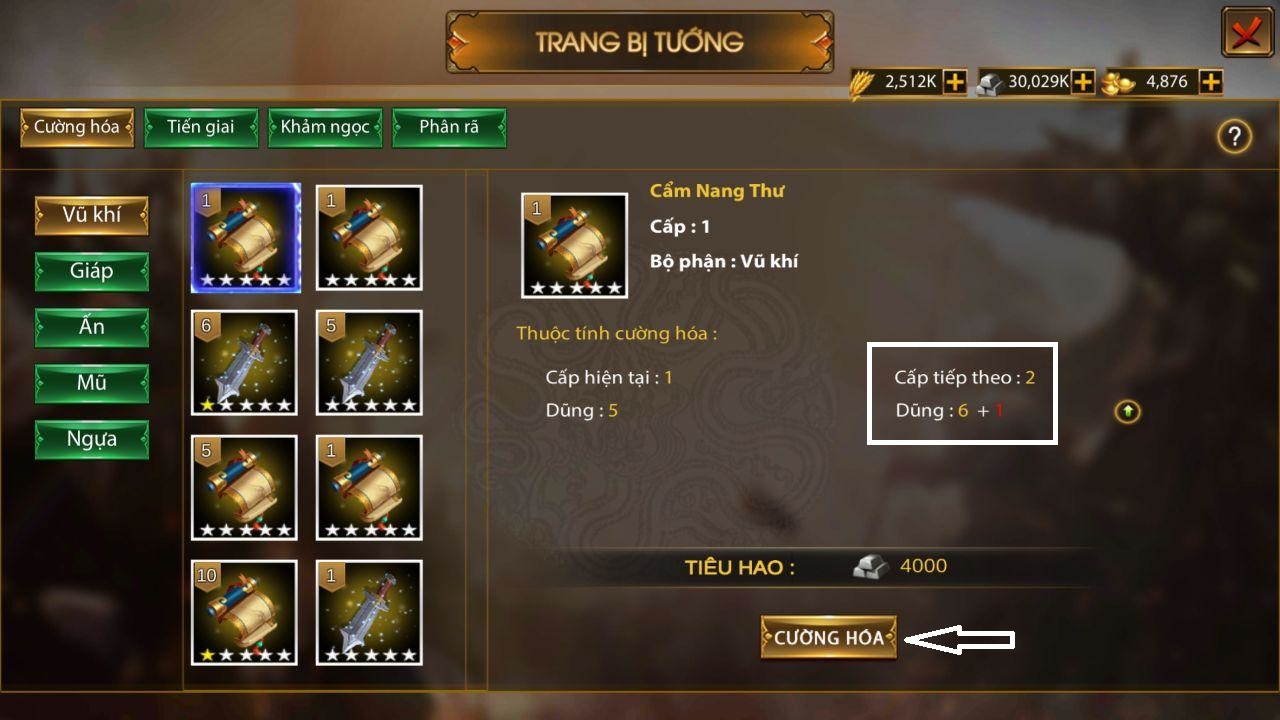 TRANG BỊ TƯỚNG
2,512K
30,029K
4,876
Cường hóa
Tiến giai
Khảm ngọc
Phân rã
?
Vũ khí
Giáp
Ấn
Mũ
Ngựa
1
1
6
5
5
1
10
1
1
Cẩm Nang Thư
Cấp : 1
Bộ phận : Vũ khí
Thuộc tính cường hóa :
Cấp hiện tại : 1
Dũng : 5
Cấp tiếp theo : 2
Dũng : 6 + 1
TIÊU HAO : 4000
CƯỜNG HÓA